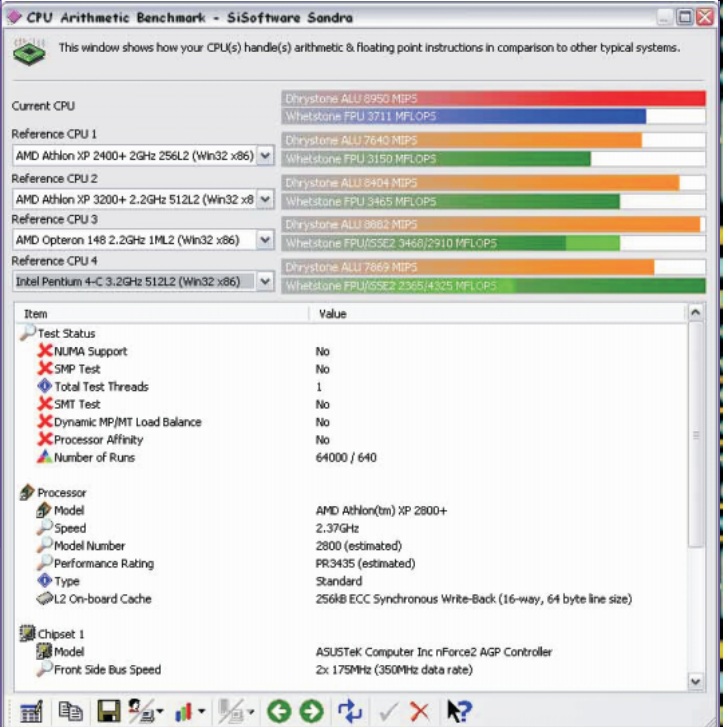 CPU Arithmetic Benchmark - SiSoftware Sandra
This window shows how your CPU(s) handle(s) arithmetic & floating point instructions in comparison to other typical systems.
Current CPU
Dhrystone ALU 8950 MIPS
Whetstone FPU 3711 MFLOPS
Reference CPU 1
AMD Athlon XP 2400+ 2GHz 256L2 (Win32 x86)
Dhrystone ALU 7640 MIPS
Whetstone FPU 3150 MFLOPS
Reference CPU 2
AMD Athlon XP 3200+ 2.2GHz 512L2 (Win32 x8
Dhrystone ALU 8404 MIPS
Whetstone FPU 3465 MFLOPS
Reference CPU 3
AMD Opteron 148 2.2GHz 1ML2 (Win32 x86)
Dhrystone ALU 8882 MIPS
Whetstone FPU/iSSE2 3468/2910 MFLOPS
Reference CPU 4
Intel Pentium 4-C 3.2GHz 512L2 (Win32 x86)
Dhrystone ALU 7869 MIPS
Whetstone FPU/iSSE2 2365/4325 MFLOPS
Item Value
Test Status
NUMA Support No
SMP Test No
Total Test Threads 1
SMT Test No
Dynamic MP/MT Load Balance No
Processor Affinity No
Number of Runs 64000 / 640
Processor
Model AMD Athlon(tm) XP 2800+
Speed 2.37GHz
Model Number 2800 (estimated)
Performance Rating PR3435 (estimated)
Type Standard
L2 On-board Cache 256kB ECC Synchronous Write-Back (16-way, 64 byte line size)
Chipset 1
Model ASUSTeK Computer Inc nForce2 AGP Controller
Front Side Bus Speed 2x 175MHz (350MHz data rate)